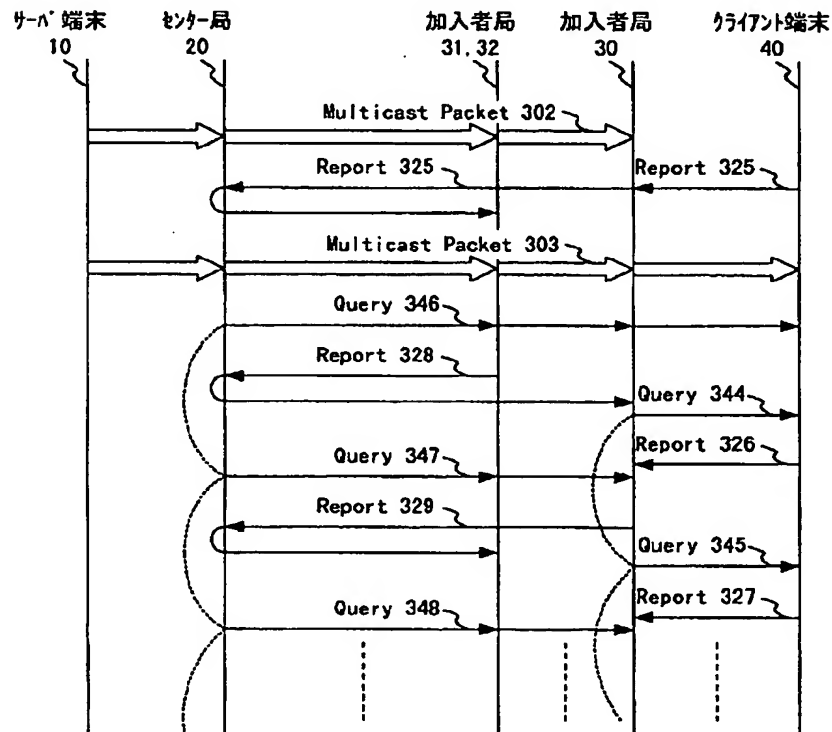 サーバ端末 センター局 加入者局 加入者局 クライアント端末
10 20 31,32 30 40
Multicast Packet 302
Report 325 Report 325
Multicast Packet 303
Query 346
Report 328
Query 344
Report 326
Query 347
Report 329
Query 345
Report 327
Query 348